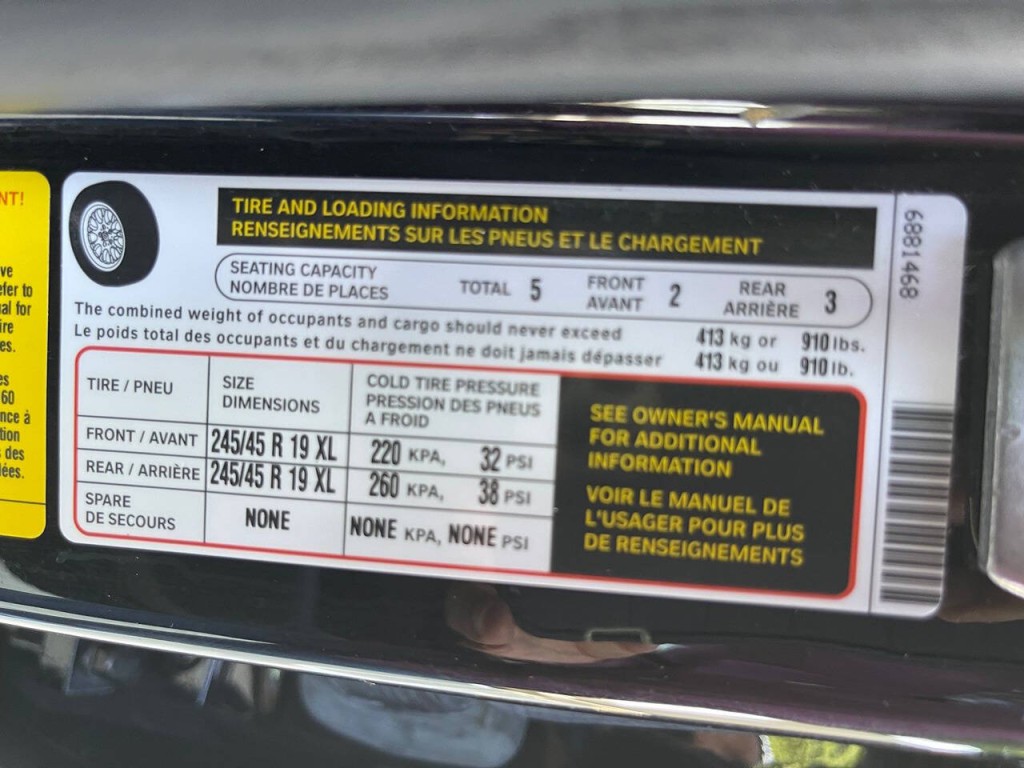 NT!
ve
efer to
al for
ire
es.
es
60
nce à
tion
des
lées.
TIRE AND LOADING INFORMATION
RENSEIGNEMENTS SUR LES PNEUS ET LE CHARGEMENT
6881468
SEATING CAPACITY
NOMBRE DE PLACES
TOTAL 5
FRONT
AVANT 2
REAR
ARRIÈRE 3
The combined weight of occupants and cargo should never exceed 413 kg or 910 lbs.
Le poids total des occupants et du chargement ne doit jamais dépasser 413 kg ou 910 lb.
TIRE / PNEU
SIZE
DIMENSIONS
COLD TIRE PRESSURE
PRESSION DES PNEUS
A FROID
FRONT / AVANT 245/45 R 19 XL 220 KPA, 32 PSI
REAR / ARRIÈRE 245/45 R 19 XL 260 KPA, 38 PSI
SPARE
DE SECOURS NONE NONE KPA, NONE PSI
SEE OWNER'S MANUAL
FOR ADDITIONAL
INFORMATION
VOIR LE MANUEL DE
L'USAGER POUR PLUS
DE RENSEIGNEMENTS